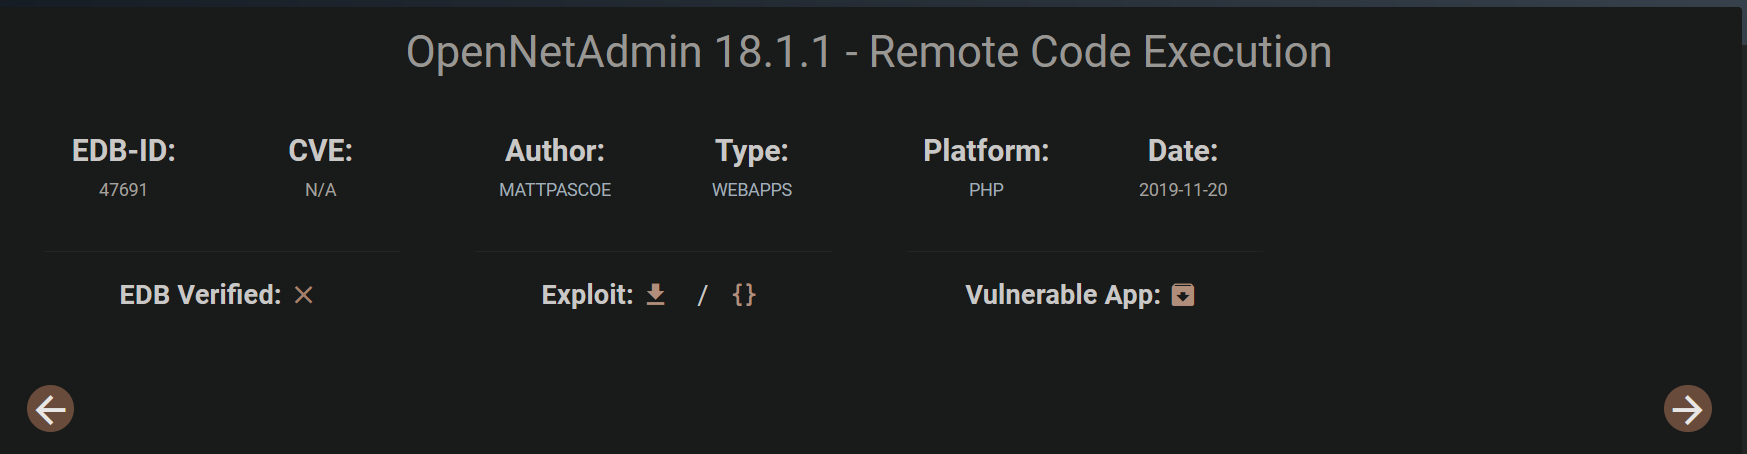 OpenNetAdmin 18.1.1 - Remote Code Execution
EDB-ID: CVE: Author: Type: Platform: Date:
47691 N/A MATTPASCOE WEBAPPS PHP 2019-11-20
EDB Verified: Exploit: / {} Vulnerable App: